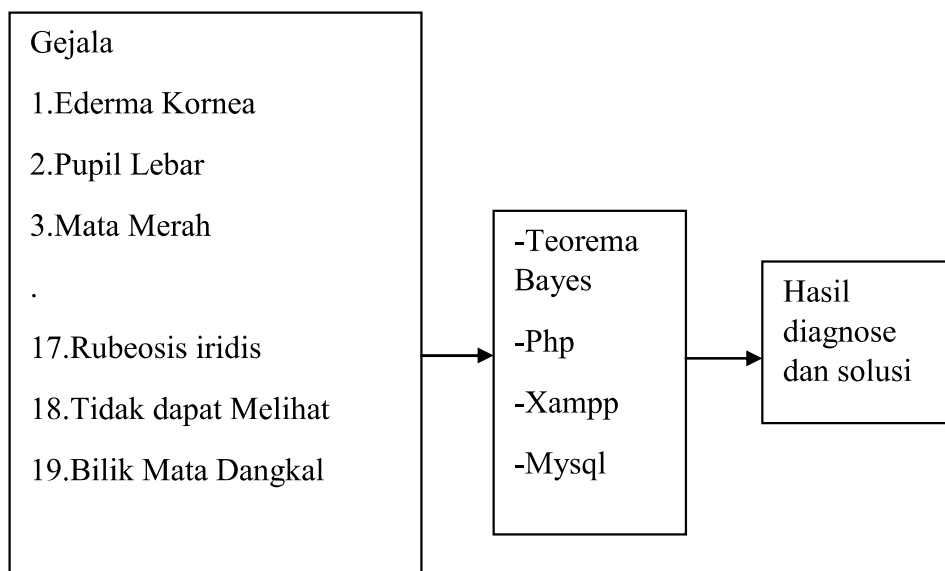 Gejala
1.Ederma Kornea
2.Pupil Lebar
3.Mata Merah
.
17.Rubeosis iridis
18.Tidak dapat Melihat
19.Bilik Mata Dangkal
-Teorema
Bayes
-Php
-Xampp
-Mysql
Hasil
diagnose
dan solusi